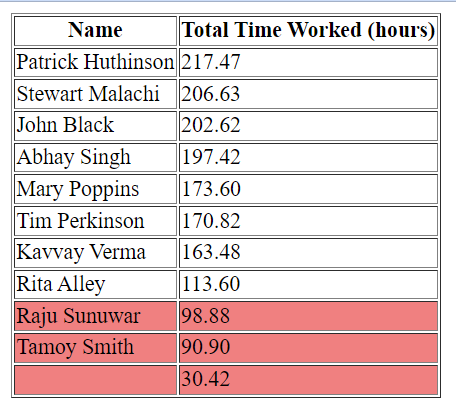 Name Total Time Worked (hours)
Patrick Huthinson 217.47
Stewart Malachi 206.63
John Black 202.62
Abhay Singh 197.42
Mary Poppins 173.60
Tim Perkinson 170.82
Kavvay Verma 163.48
Rita Alley 113.60
Raju Sunuwar 98.88
Tamoy Smith 90.90
30.42